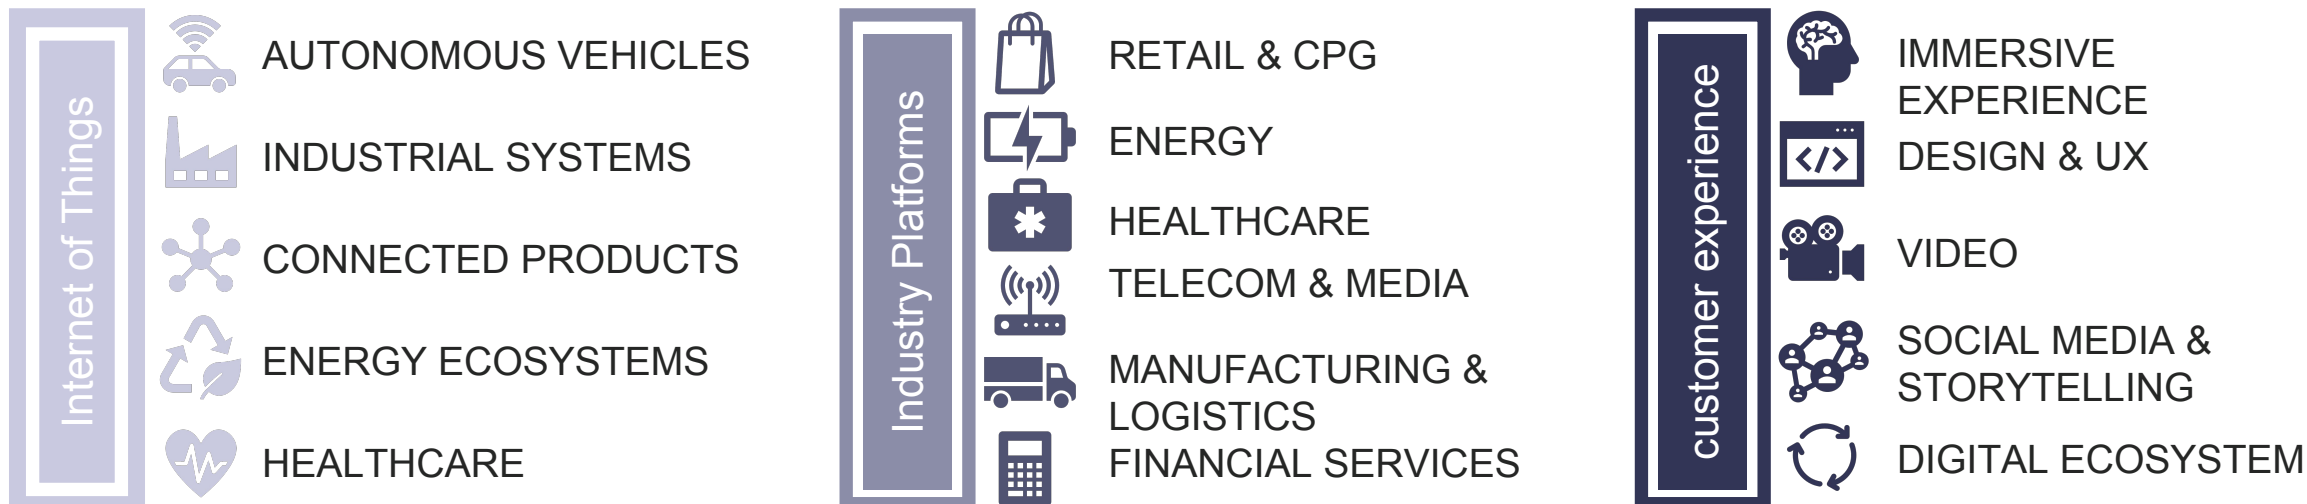 Internet of Things
AUTONOMOUS VEHICLES
INDUSTRIAL SYSTEMS
CONNECTED PRODUCTS
ENERGY ECOSYSTEMS
HEALTHCARE
Industry Platforms
RETAIL & CPG
ENERGY
HEALTHCARE
TELECOM & MEDIA
MANUFACTURING &
LOGISTICS
FINANCIAL SERVICES
customer experience
IMMERSIVE
EXPERIENCE
DESIGN & UX
VIDEO
SOCIAL MEDIA &
STORYTELLING
DIGITAL ECOSYSTEM